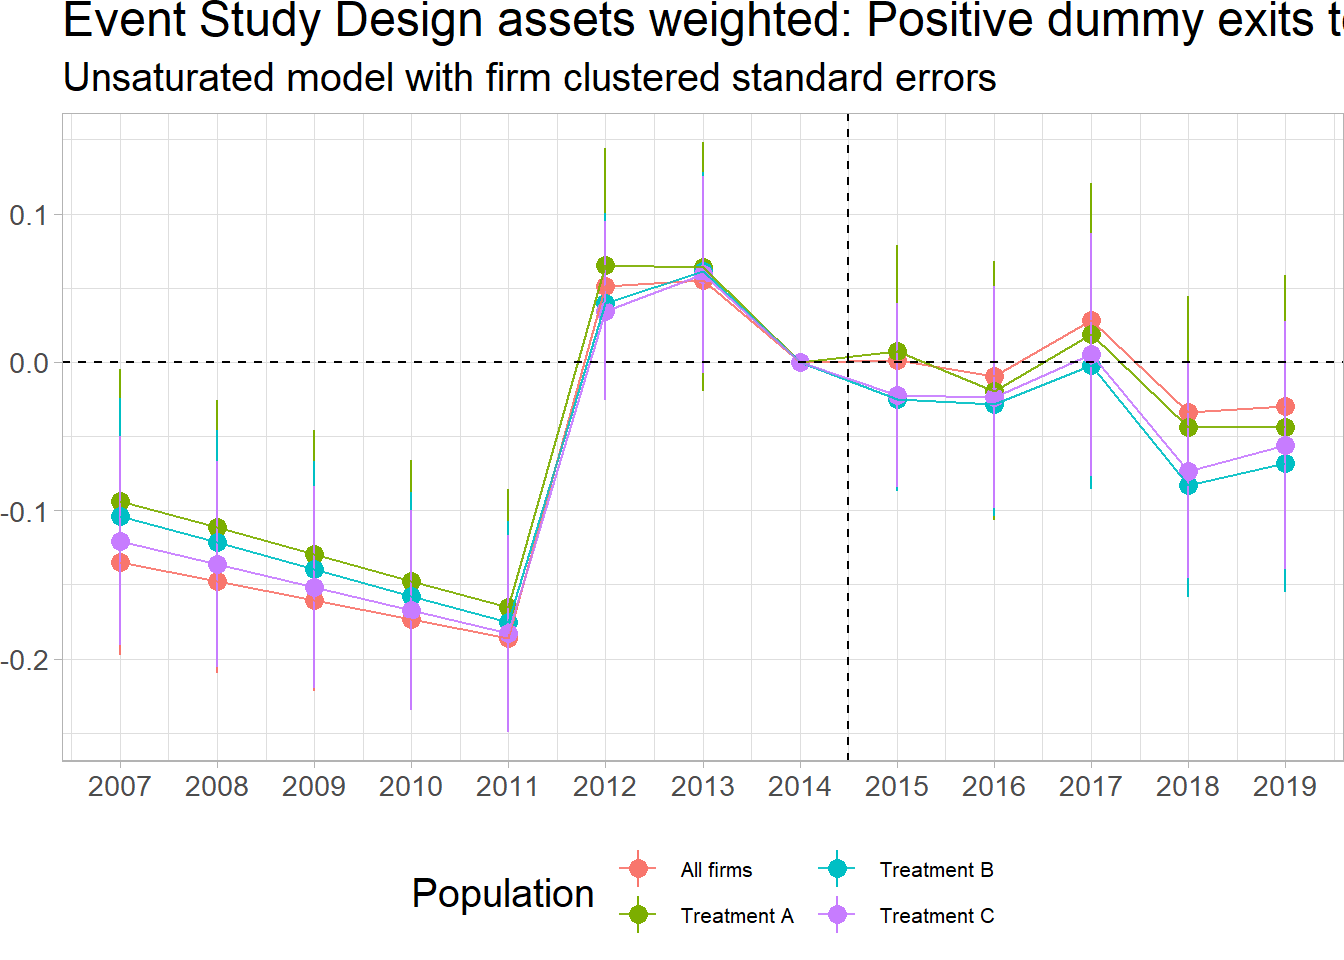 Event Study Design assets weighted: Positive dummy exits
Unsaturated model with firm clustered standard errors
0.1
0.0
-0.1
-0.2
2007 2008 2009 2010 2011 2012 2013 2014 2015 2016 2017 2018 2019
Population
All firms
Treatment A
Treatment B
Treatment C